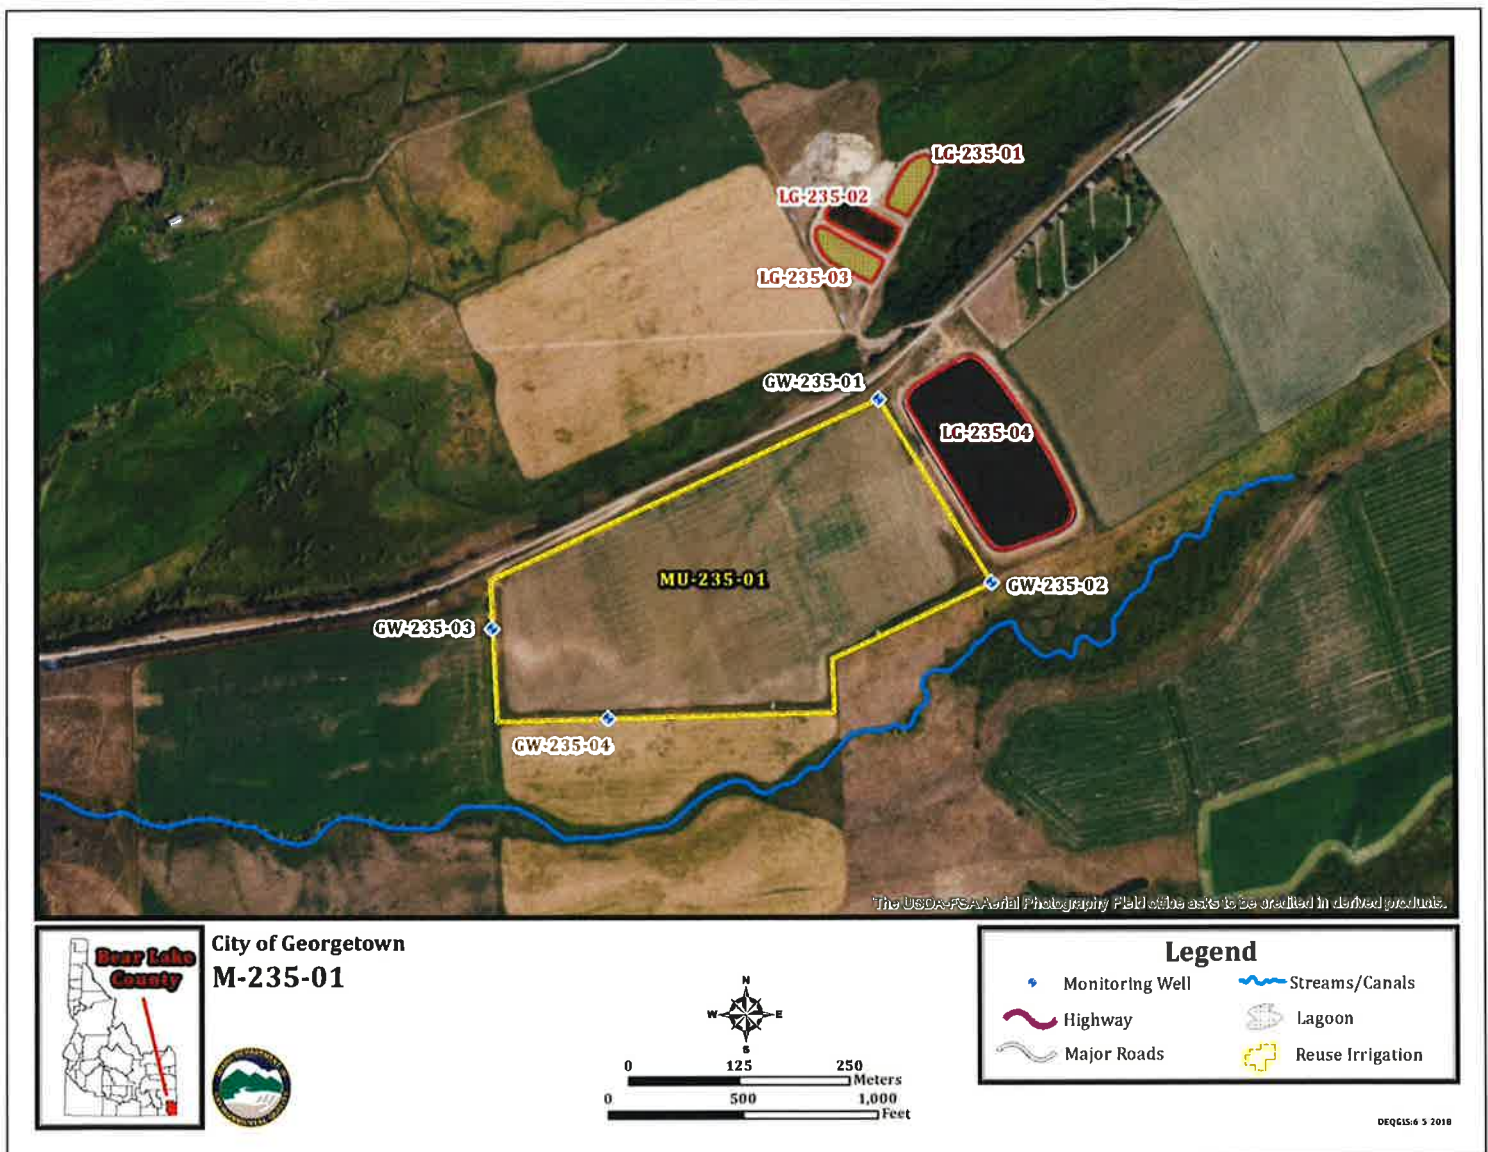 LG-235-01
LG-235-02
LG-235-03
GW-235-01
LG-235-04
MU-235-01
GW-235-02
GW-235-03
GW-235-04
The USDA-FSA Aerial Photography Field office asks to be credited in derived products.
Bear Lake
County
City of Georgetown
M-235-01
N
W E
S
0 125 250
Meters
0 500 1,000
Feet
Legend
Monitoring Well
Streams/Canals
Highway
Lagoon
Major Roads
Reuse Irrigation
DEQGIS:6 5 2018